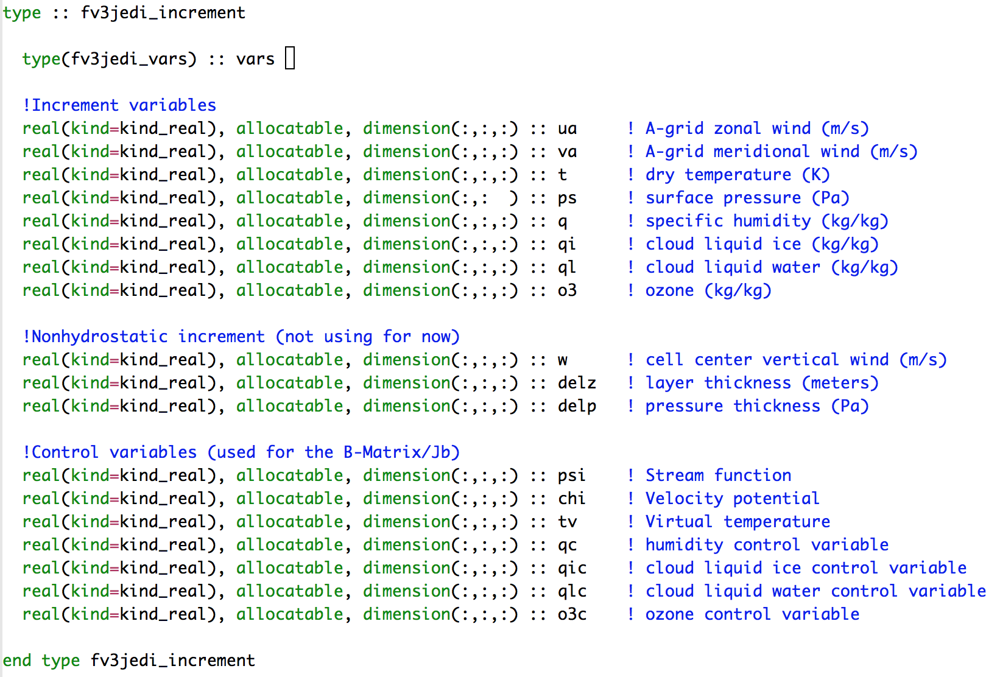 type :: fv3jedi_increment
type(fv3jedi_vars) :: vars
!Increment variables
real(kind=kind_real), allocatable, dimension(:,:,:) :: ua ! A-grid zonal wind (m/s)
real(kind=kind_real), allocatable, dimension(:,:,:) :: va ! A-grid meridional wind (m/s)
real(kind=kind_real), allocatable, dimension(:,:,:) :: t ! dry temperature (K)
real(kind=kind_real), allocatable, dimension(:,:  ) :: ps ! surface pressure (Pa)
real(kind=kind_real), allocatable, dimension(:,:,:) :: q ! specific humidity (kg/kg)
real(kind=kind_real), allocatable, dimension(:,:,:) :: qi ! cloud liquid ice (kg/kg)
real(kind=kind_real), allocatable, dimension(:,:,:) :: ql ! cloud liquid water (kg/kg)
real(kind=kind_real), allocatable, dimension(:,:,:) :: o3 ! ozone (kg/kg)
!Nonhydrostatic increment (not using for now)
real(kind=kind_real), allocatable, dimension(:,:,:) :: w ! cell center vertical wind (m/s)
real(kind=kind_real), allocatable, dimension(:,:,:) :: delz ! layer thickness (meters)
real(kind=kind_real), allocatable, dimension(:,:,:) :: delp ! pressure thickness (Pa)
!Control variables (used for the B-Matrix/Jb)
real(kind=kind_real), allocatable, dimension(:,:,:) :: psi ! Stream function
real(kind=kind_real), allocatable, dimension(:,:,:) :: chi ! Velocity potential
real(kind=kind_real), allocatable, dimension(:,:,:) :: tv ! Virtual temperature
real(kind=kind_real), allocatable, dimension(:,:,:) :: qc ! humidity control variable
real(kind=kind_real), allocatable, dimension(:,:,:) :: qic ! cloud liquid ice control variable
real(kind=kind_real), allocatable, dimension(:,:,:) :: qlc ! cloud liquid water control variable
real(kind=kind_real), allocatable, dimension(:,:,:) :: o3c ! ozone control variable
end type fv3jedi_increment